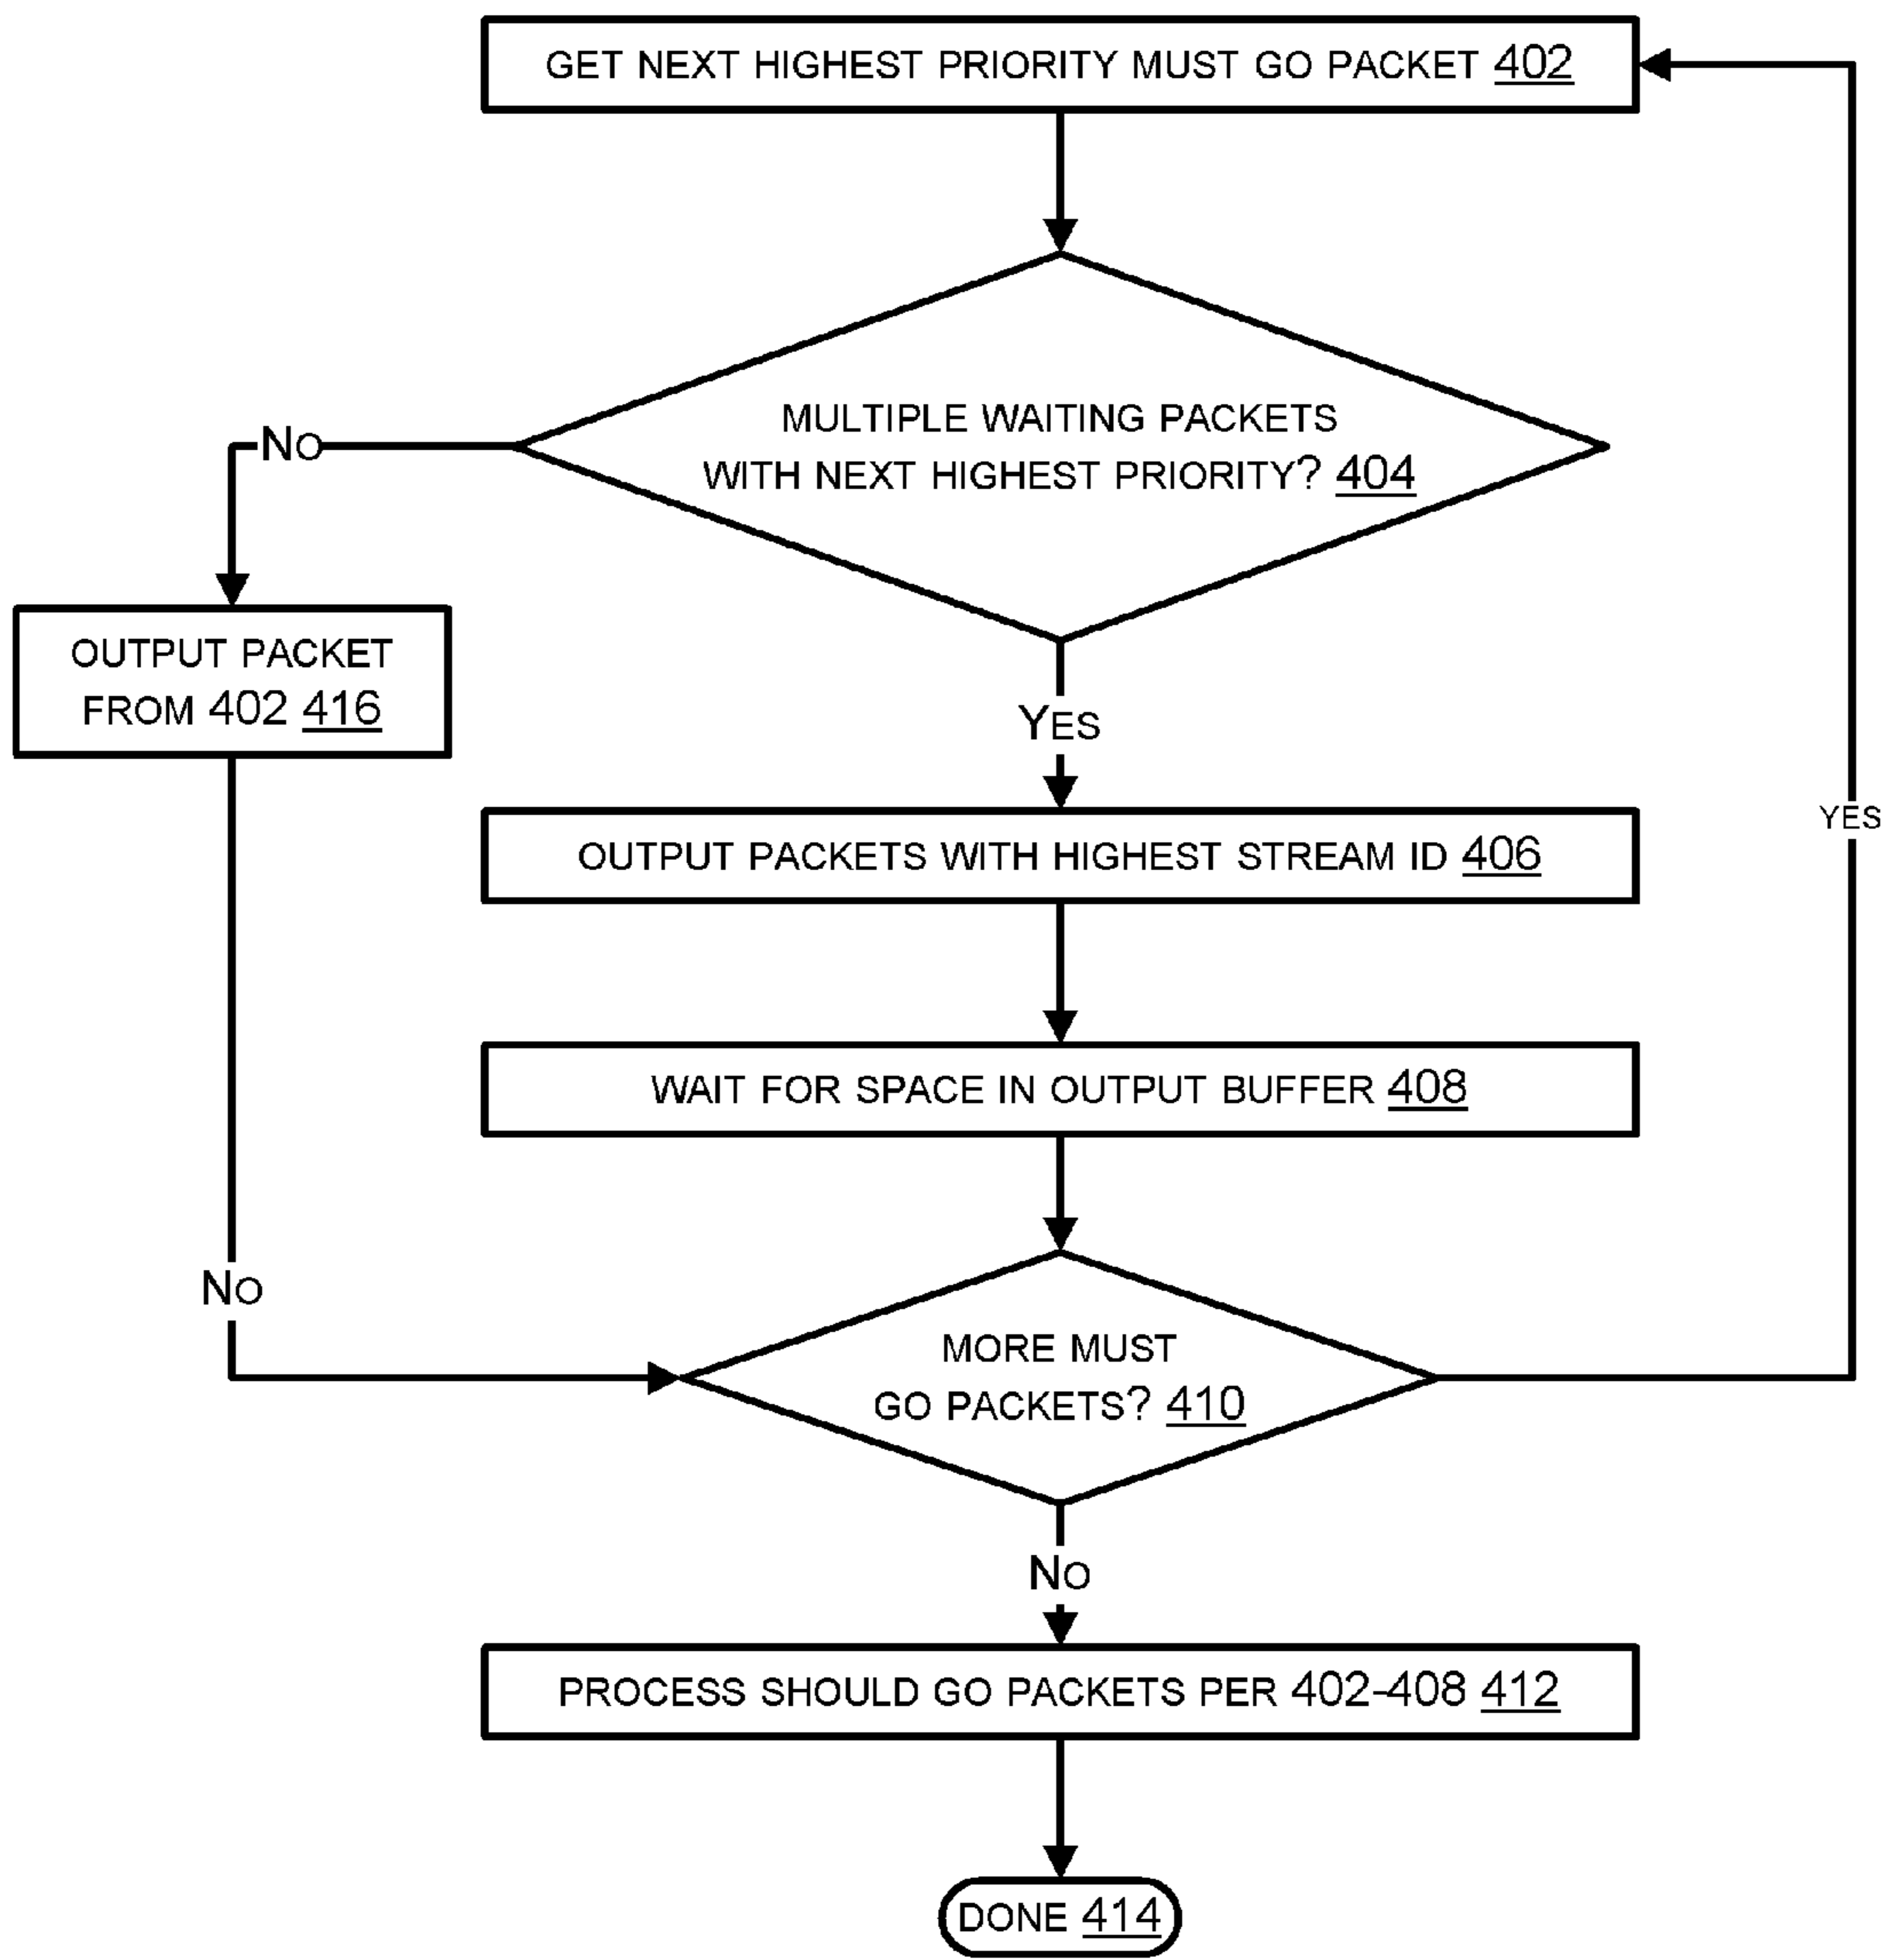 GET NEXT HIGHEST PRIORITY MUST GO PACKET 402
MULTIPLE WAITING PACKETS
WITH NEXT HIGHEST PRIORITY? 404
NO
OUTPUT PACKET
FROM 402 416
YES
OUTPUT PACKETS WITH HIGHEST STREAM ID 406
YES
WAIT FOR SPACE IN OUTPUT BUFFER 408
NO
MORE MUST
GO PACKETS? 410
NO
PROCESS SHOULD GO PACKETS PER 402-408 412
DONE 414